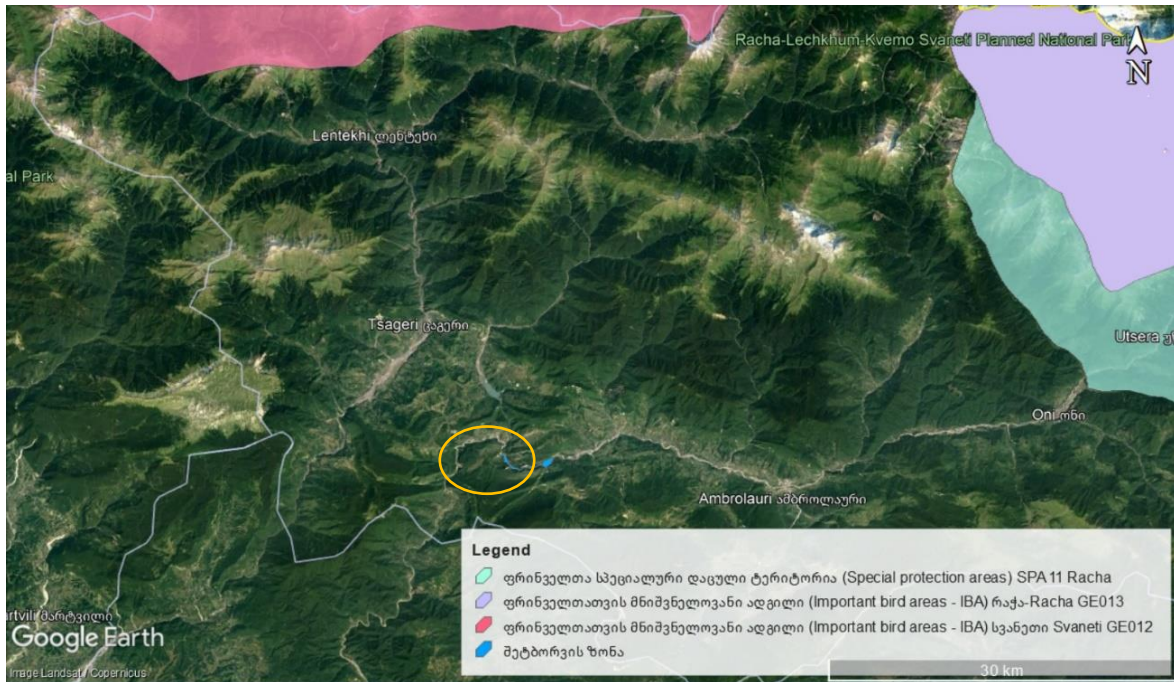 Racha-Lechkhum-Kvemo Svaneti Planned National Park
N
Lentekhi ლენტეხი
al Park
Tsageri ცაგერი
Utsera
Oni ონი
Ambrolauri ამბროლაური
Legend
ფრინველთა სპეციალური დაცული ტერიტორია (Special protection areas) SPA 11 Racha
ფრინველთათვის მნიშვნელოვანი ადგილი (Important bird areas - IBA) რაჭა-Racha GE013
ფრინველთათვის მნიშვნელოვანი ადგილი (Important bird areas - IBA) სვანეთი Svaneti GE012
შეტბორვის ზონა
rtvili მარტვილი
Google Earth
Image Landsat / Copernicus
30 km